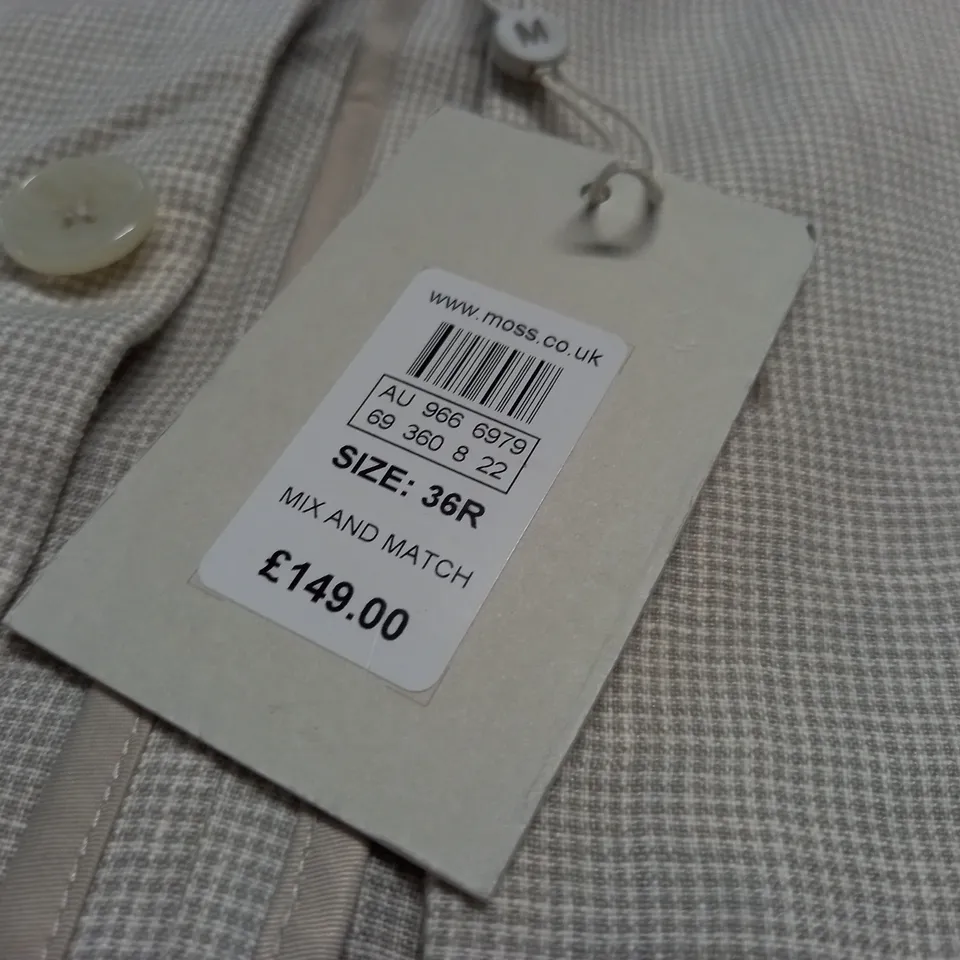 M
www.moss.co.uk
AU 966 6979
69 360 8 22
SIZE: 36R
MIX AND MATCH
£149.00